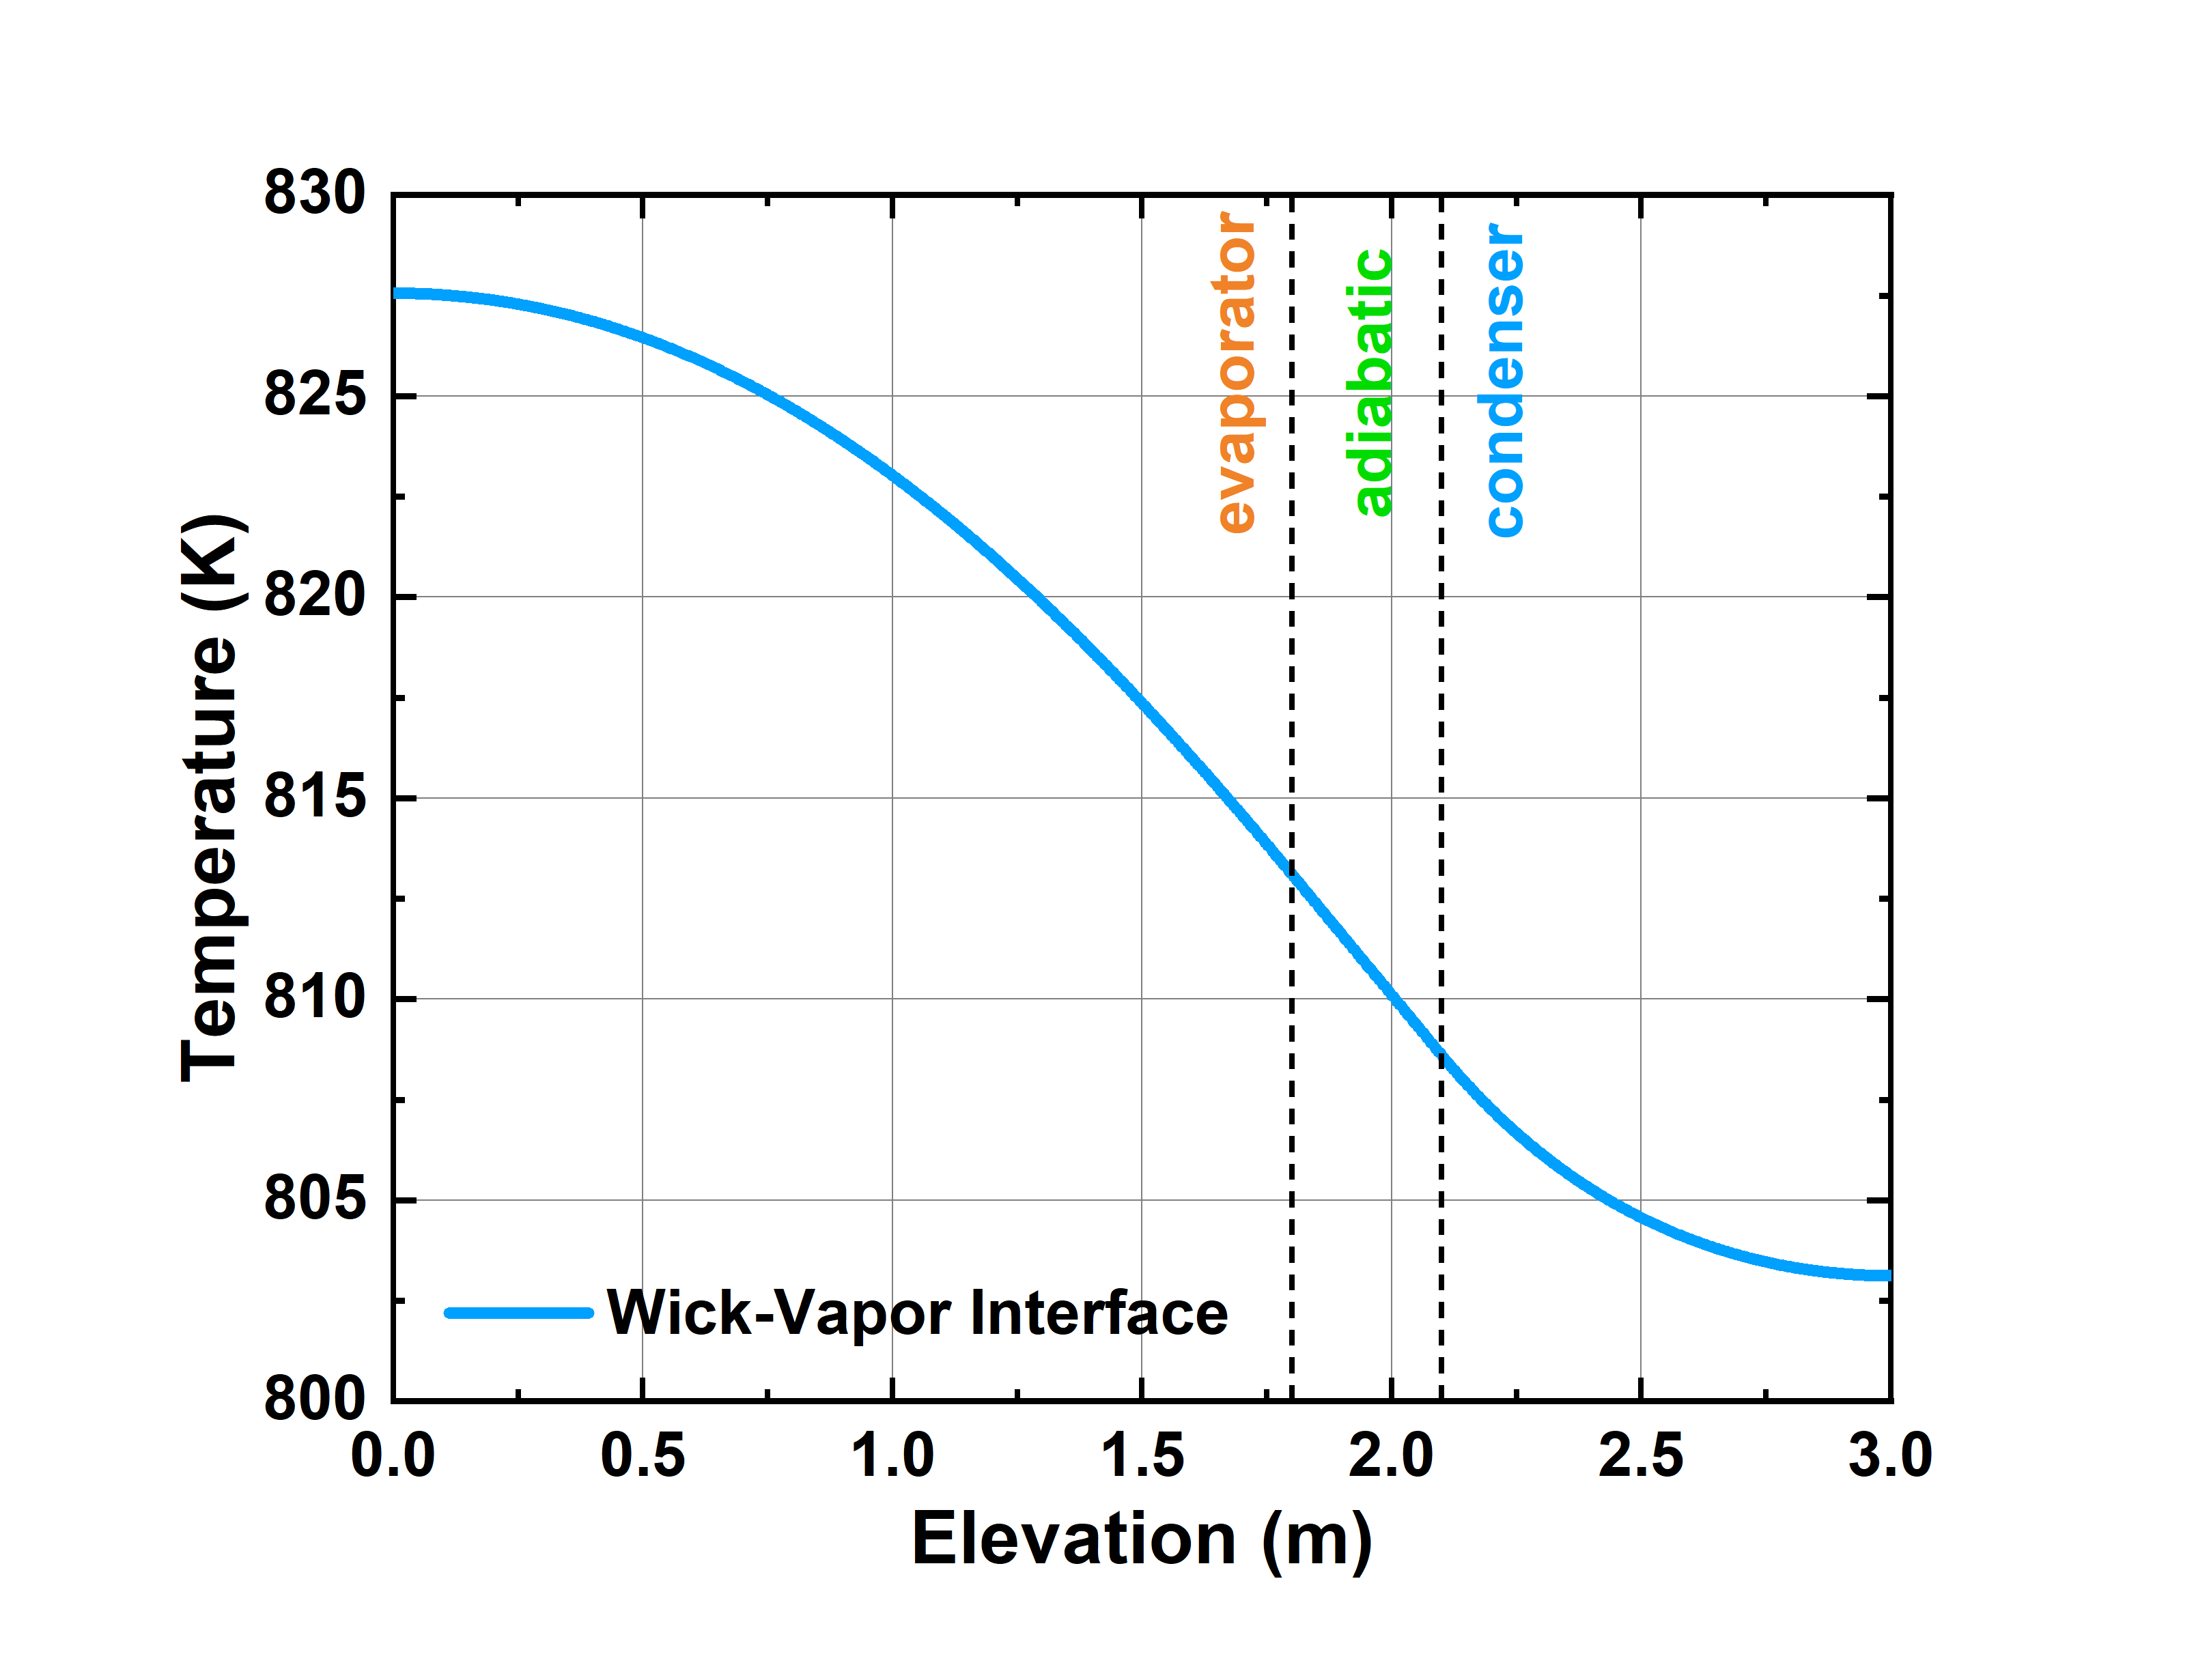 830
825
820
815
810
805
800
Temperature (K)
evaporator
adiabatic
condenser
Wick-Vapor Interface
0.0 0.5 1.0 1.5 2.0 2.5 3.0
Elevation (m)